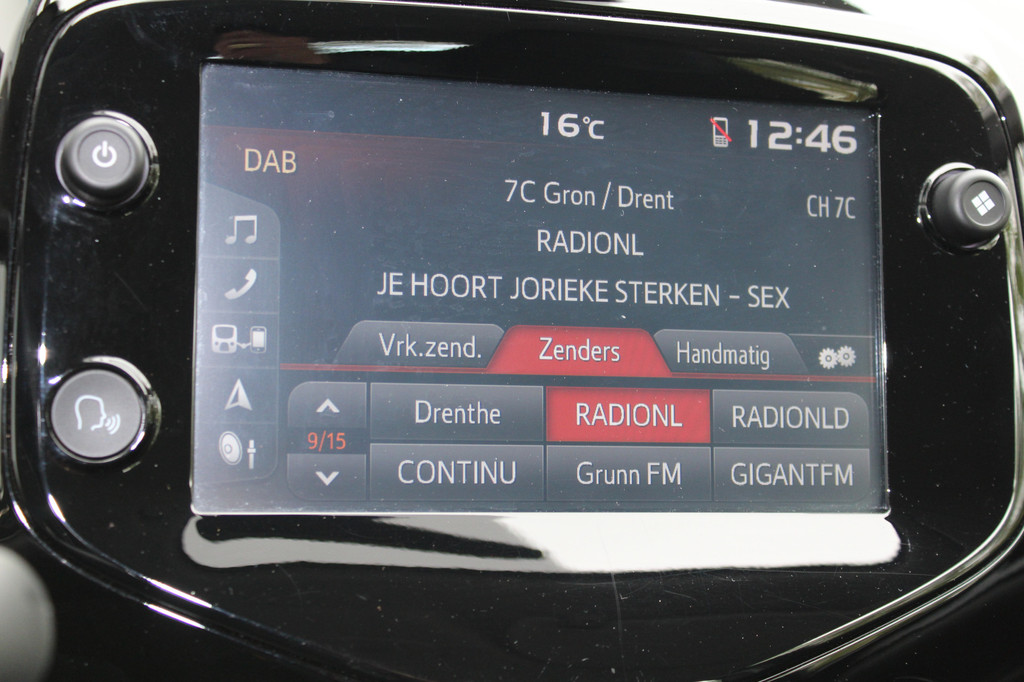 16°C 12:46
DAB
7C Gron / Drent CH 7C
RADIONL
JE HOORT JORIEKE STERKEN - SEX
Vrk.zend. Zenders Handmatig
9/15
Drenthe RADIONL RADIONLD
CONTINU Grunn FM GIGANTFM